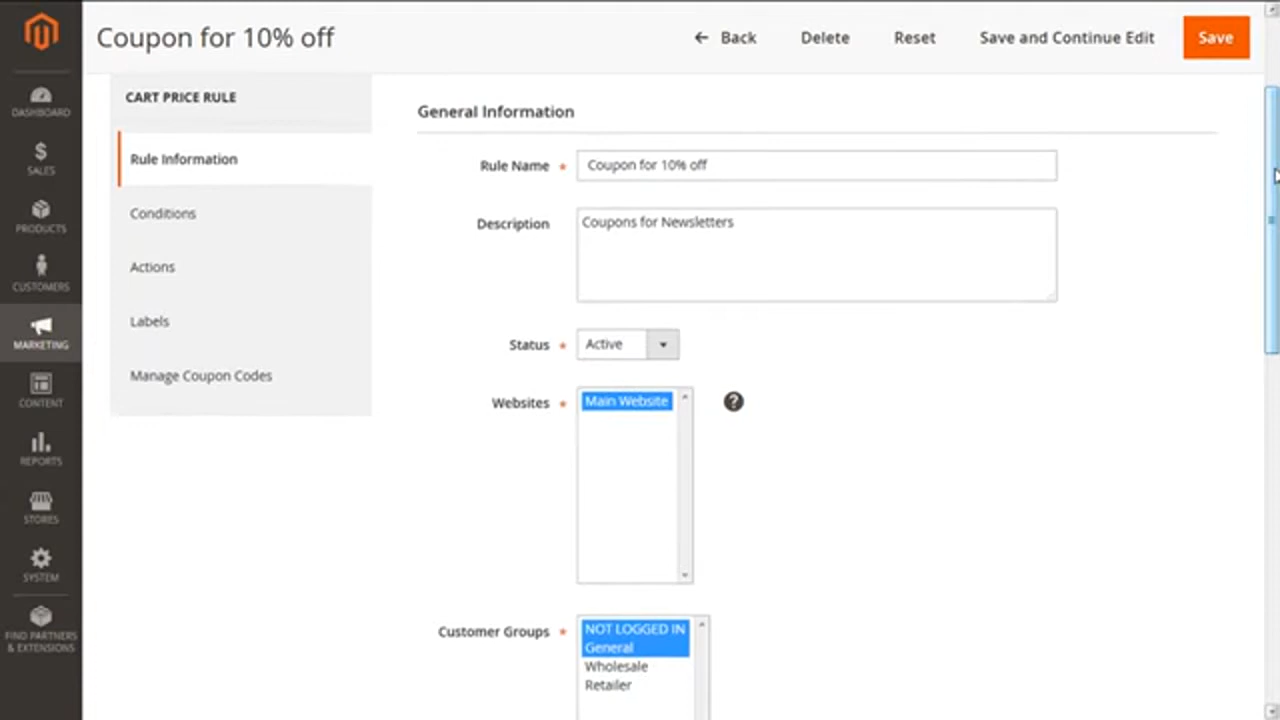 Coupon for 10% off
Back
Delete
Reset
Save and Continue Edit
Save
DASHBOARD
SALES
PRODUCTS
CUSTOMERS
MARKETING
CONTENT
REPORTS
STORES
SYSTEM
FIND PARTNERS
& EXTENSIONS
CART PRICE RULE
Rule Information
Conditions
Actions
Labels
Manage Coupon Codes
General Information
Rule Name * Coupon for 10% off
Description Coupons for Newsletters
Status * Active
Websites * Main Website ?
Customer Groups * NOT LOGGED IN
General
Wholesale
Retailer